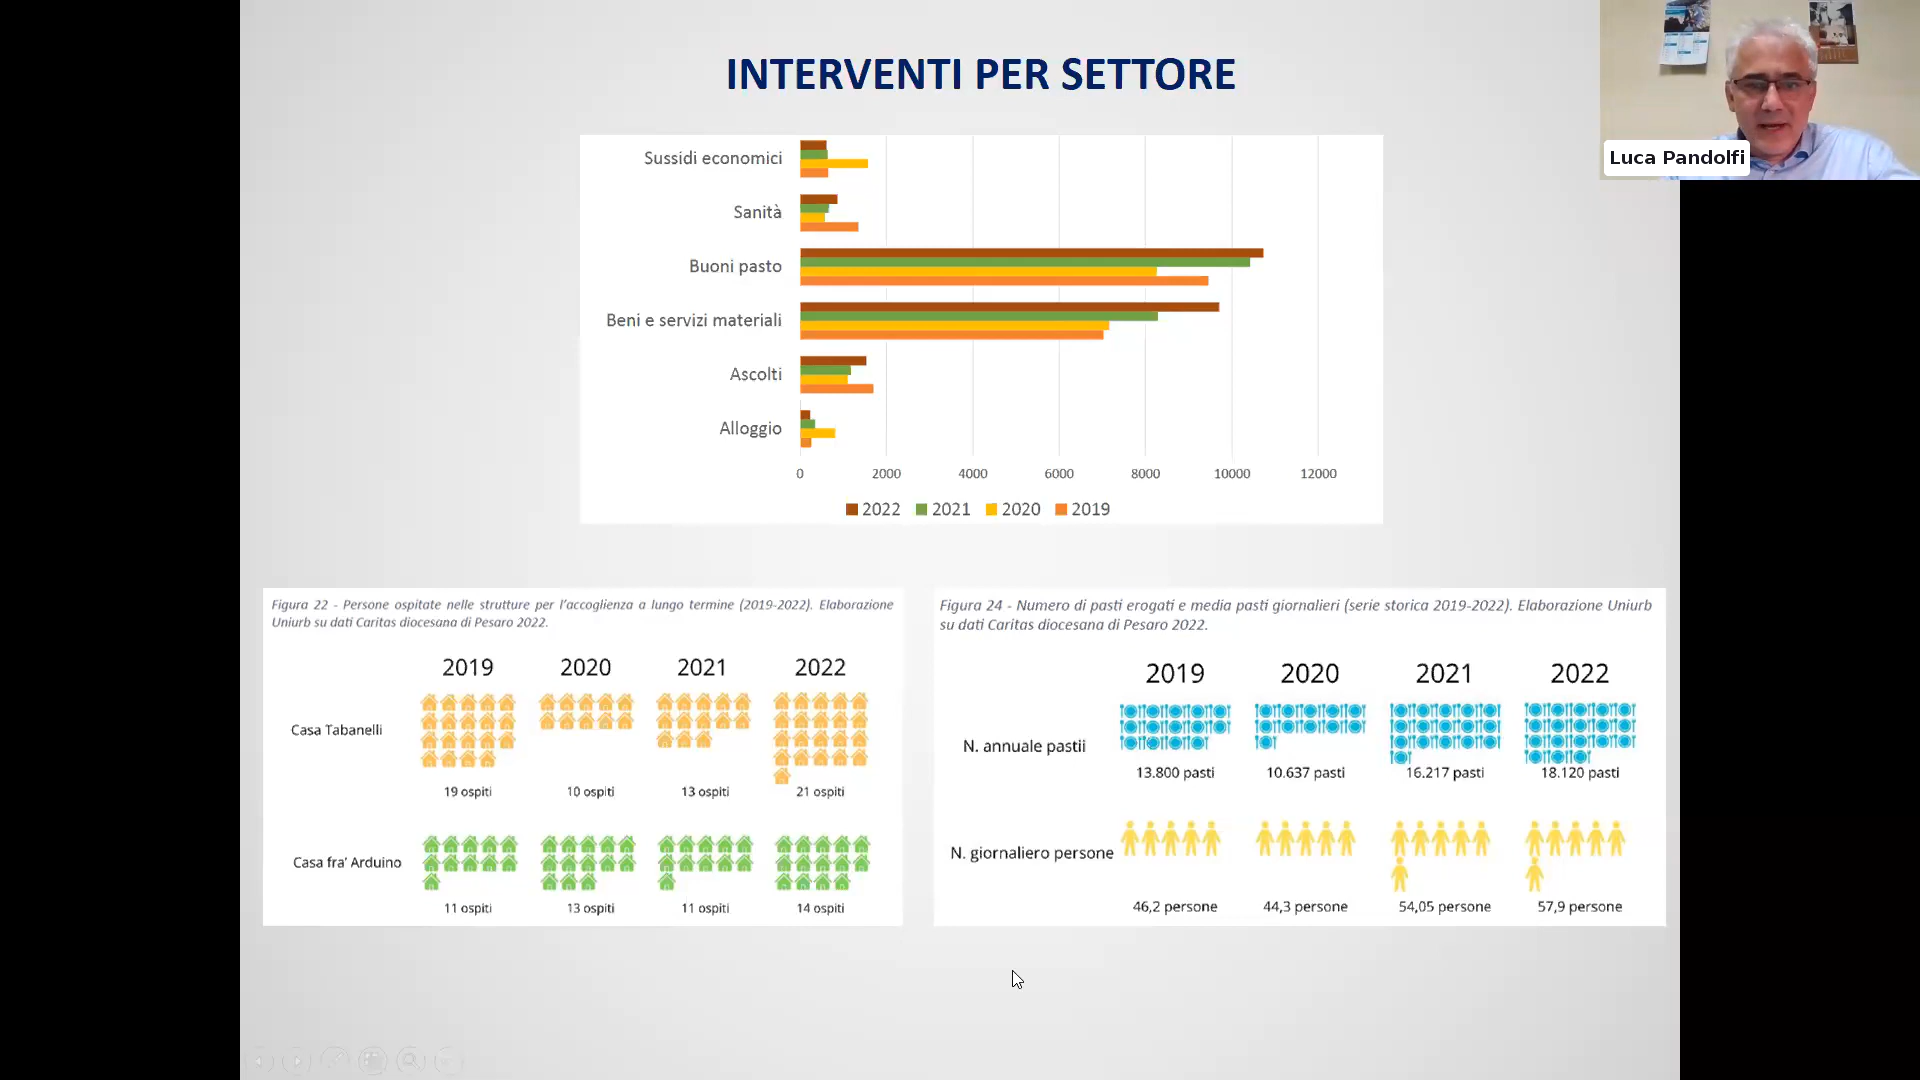 INTERVENTI PER SETTORE
Luca Pandolfi
Sussidi economici
Sanità
Buoni pasto
Beni e servizi materiali
Ascolti
Alloggio
0 2000 4000 6000 8000 10000 12000
2022 2021 2020 2019
Figura 22 - Persone ospitate nelle strutture per l'accoglienza a lungo termine (2019-2022). Elaborazione
Uniurb su dati Caritas diocesana di Pesaro 2022.
2019 2020 2021 2022
Casa Tabanelli
19 ospiti 10 ospiti 13 ospiti 21 ospiti
Casa fra' Arduino
11 ospiti 13 ospiti 11 ospiti 14 ospiti
Figura 24 - Numero di pasti erogati e media pasti giornalieri (serie storica 2019-2022). Elaborazione Uniurb
su dati Caritas diocesana di Pesaro 2022.
2019 2020 2021 2022
N. annuale pastii
13.800 pasti 10.637 pasti 16.217 pasti 18.120 pasti
N. giornaliero persone
46,2 persone 44,3 persone 54,05 persone 57,9 persone